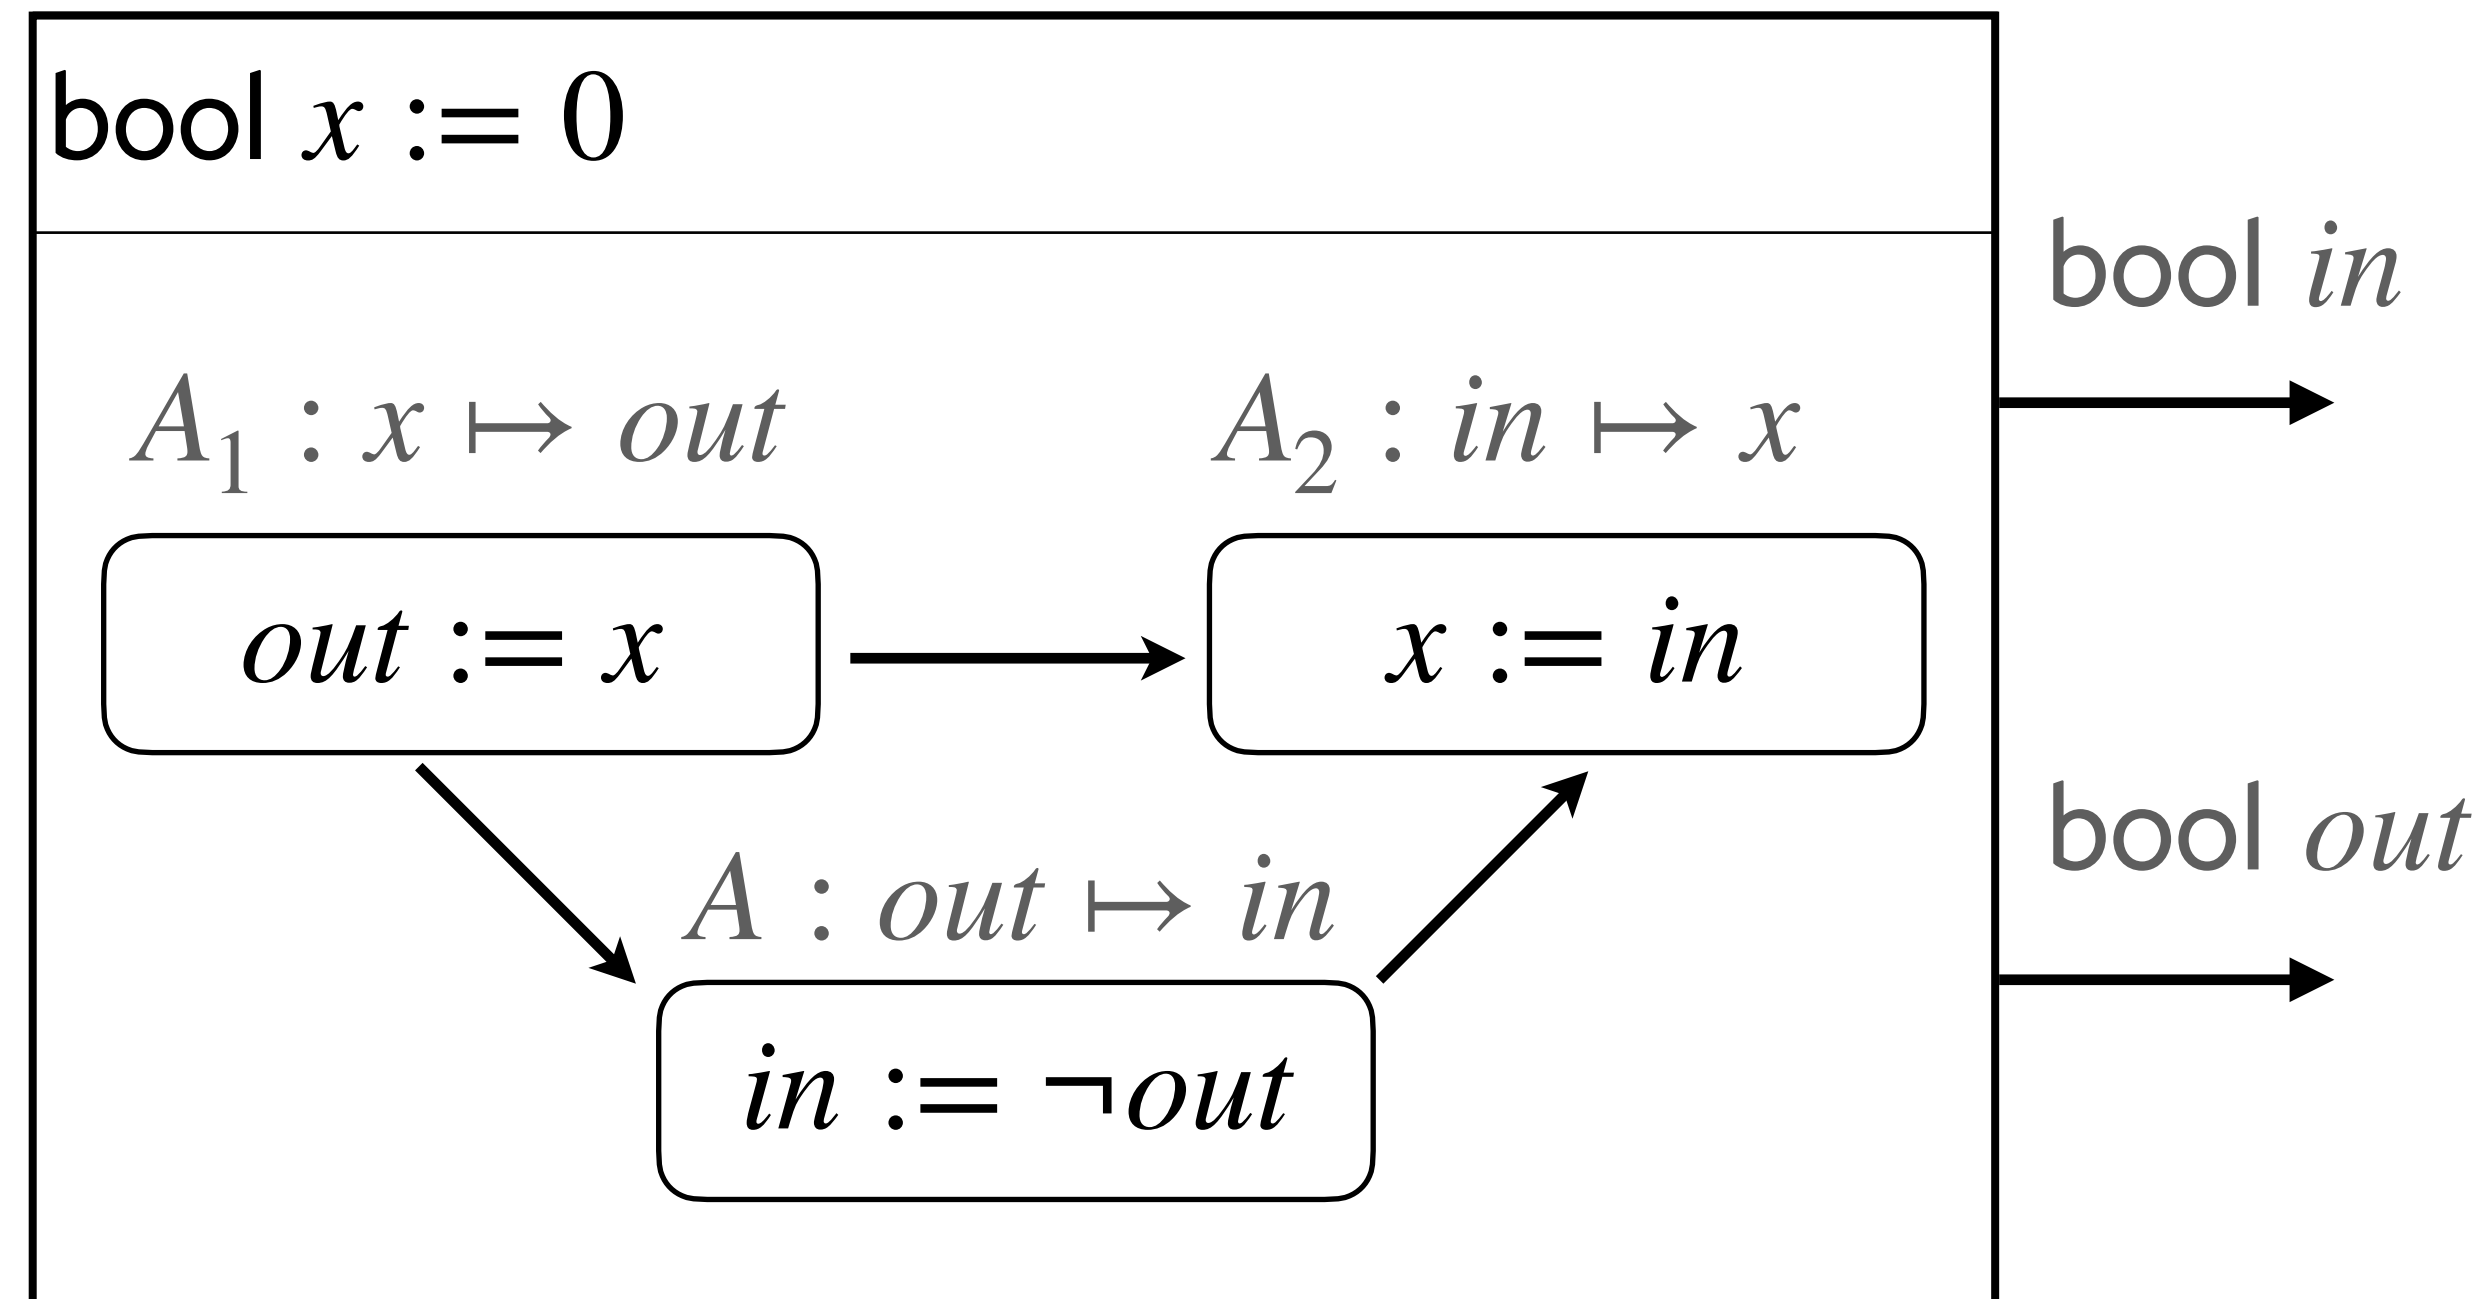 bool x := 0
bool in
A₁ : x ↦ out
A₂ : in ↦ x
out := x
x := in
bool out
A : out ↦ in
in := ¬out